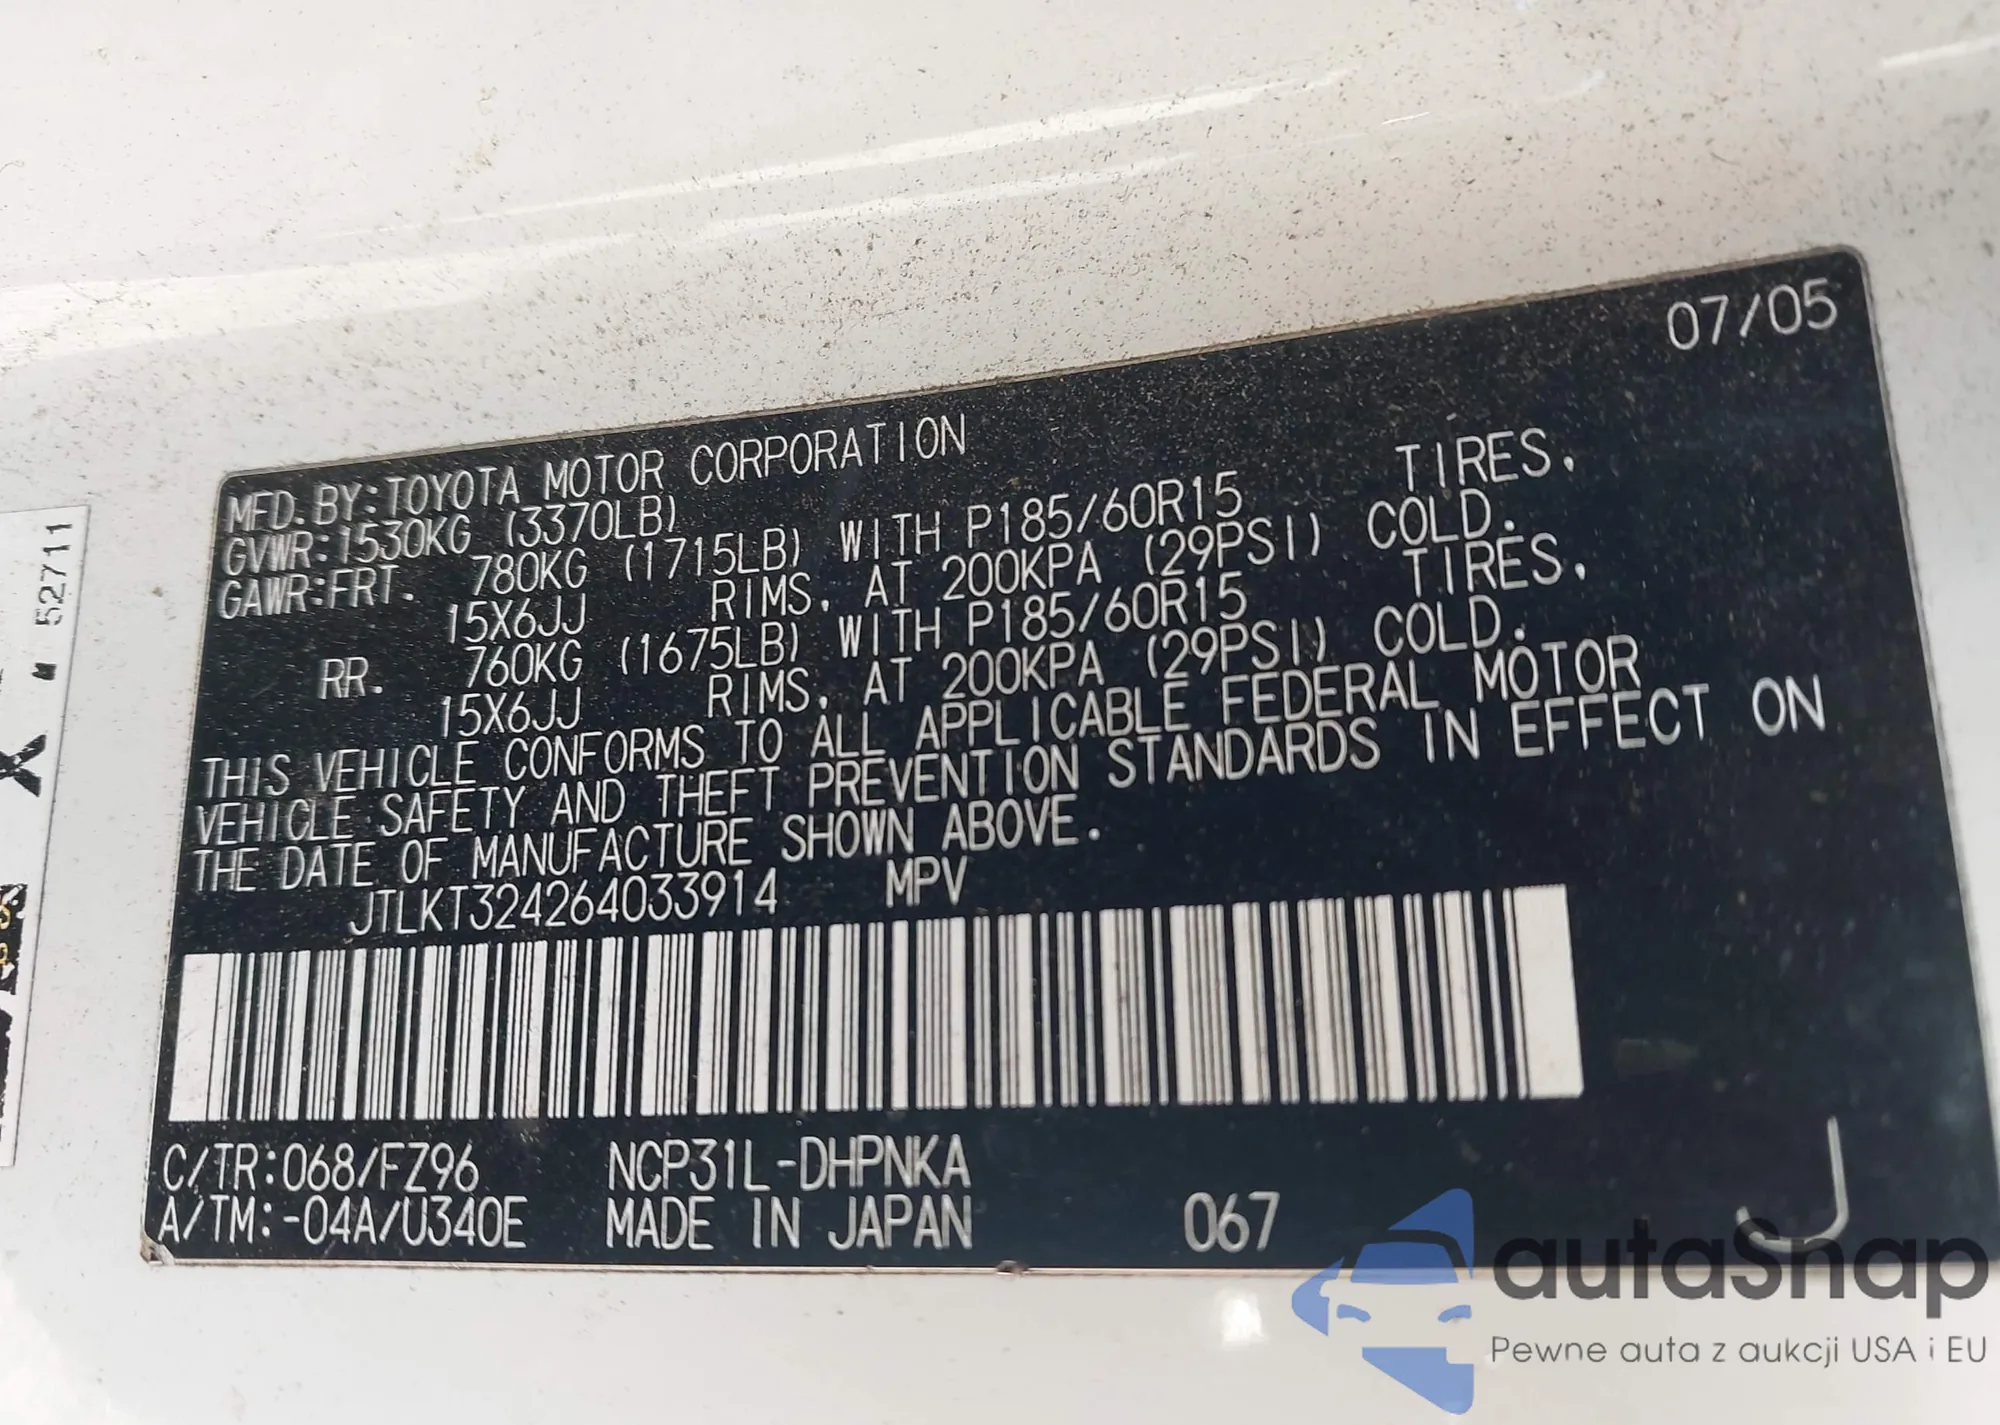 07/05
MFD.BY:TOYOTA MOTOR CORPORATION
GVWR:1530KG (3370LB)
GAWR:FRT. 780KG (1715LB) WITH P185/60R15 TIRES,
15X6JJ RIMS, AT 200KPA (29PSI) COLD.
RR. 760KG (1675LB) WITH P185/60R15 TIRES,
15X6JJ RIMS, AT 200KPA (29PSI) COLD.
THIS VEHICLE CONFORMS TO ALL APPLICABLE FEDERAL MOTOR
VEHICLE SAFETY AND THEFT PREVENTION STANDARDS IN EFFECT ON
THE DATE OF MANUFACTURE SHOWN ABOVE.
JTLKT324264033914 MPV
C/TR:068/FZ96 NCP31L-DHPNKA
A/TM:-04A/U340E MADE IN JAPAN 067 J
52711
X
autoSnap
Pewne auta z aukcji USA i EU